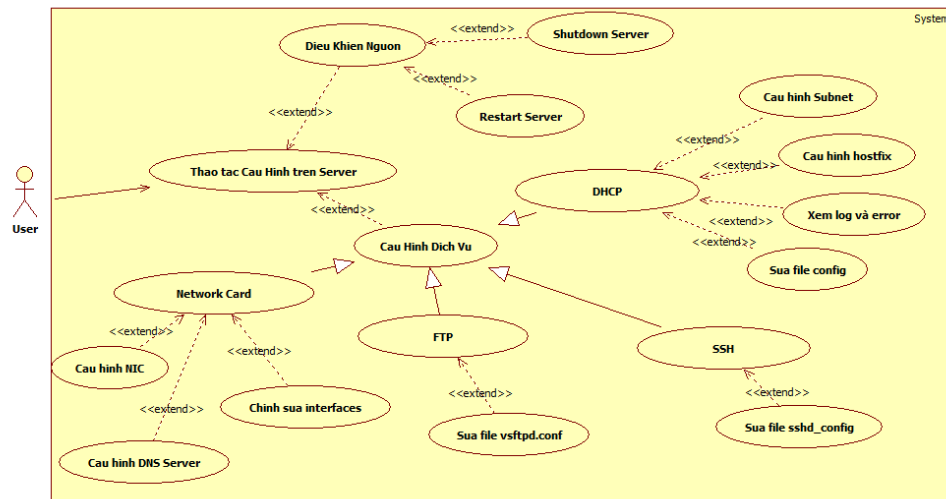 System
<<extend>>
Shutdown Server
Dieu Khien Nguon
<<extend>>
<<extend>>
Restart Server
Cau hinh Subnet
<<extend>>
Cau hinh hostfix
<<extend>>
Thao tac Cau Hinh tren Server
DHCP
<<extend>>
Xem log và error
<<extend>>
User
Cau Hinh Dich Vu
Sua file config
Network Card
<<extend>>
FTP
SSH
<<extend>>
Cau hinh NIC
<<extend>>
<<extend>>
<<extend>>
Chinh sua interfaces
Sua file vsftpd.conf
Sua file sshd_config
Cau hinh DNS Server